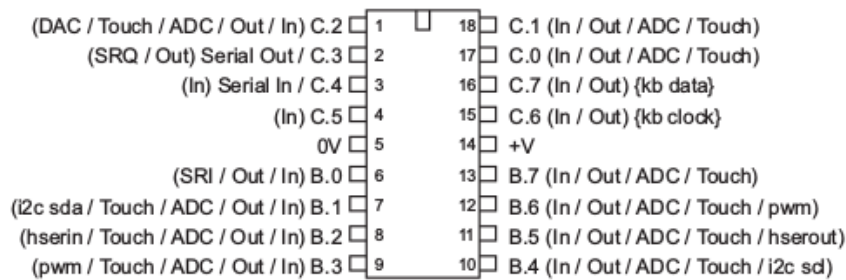 (DAC / Touch / ADC / Out / In) C.2 1 18 C.1 (In / Out / ADC / Touch)
(SRQ / Out) Serial Out / C.3 2 17 C.0 (In / Out / ADC / Touch)
(In) Serial In / C.4 3 16 C.7 (In / Out) {kb data}
(In) C.5 4 15 C.6 (In / Out) {kb clock}
0V 5 14 +V
(SRI / Out / In) B.0 6 13 B.7 (In / Out / ADC / Touch)
(i2c sda / Touch / ADC / Out / In) B.1 7 12 B.6 (In / Out / ADC / Touch / pwm)
(hserin / Touch / ADC / Out / In) B.2 8 11 B.5 (In / Out / ADC / Touch / hserout)
(pwm / Touch / ADC / Out / In) B.3 9 10 B.4 (In / Out / ADC / Touch / i2c scl)